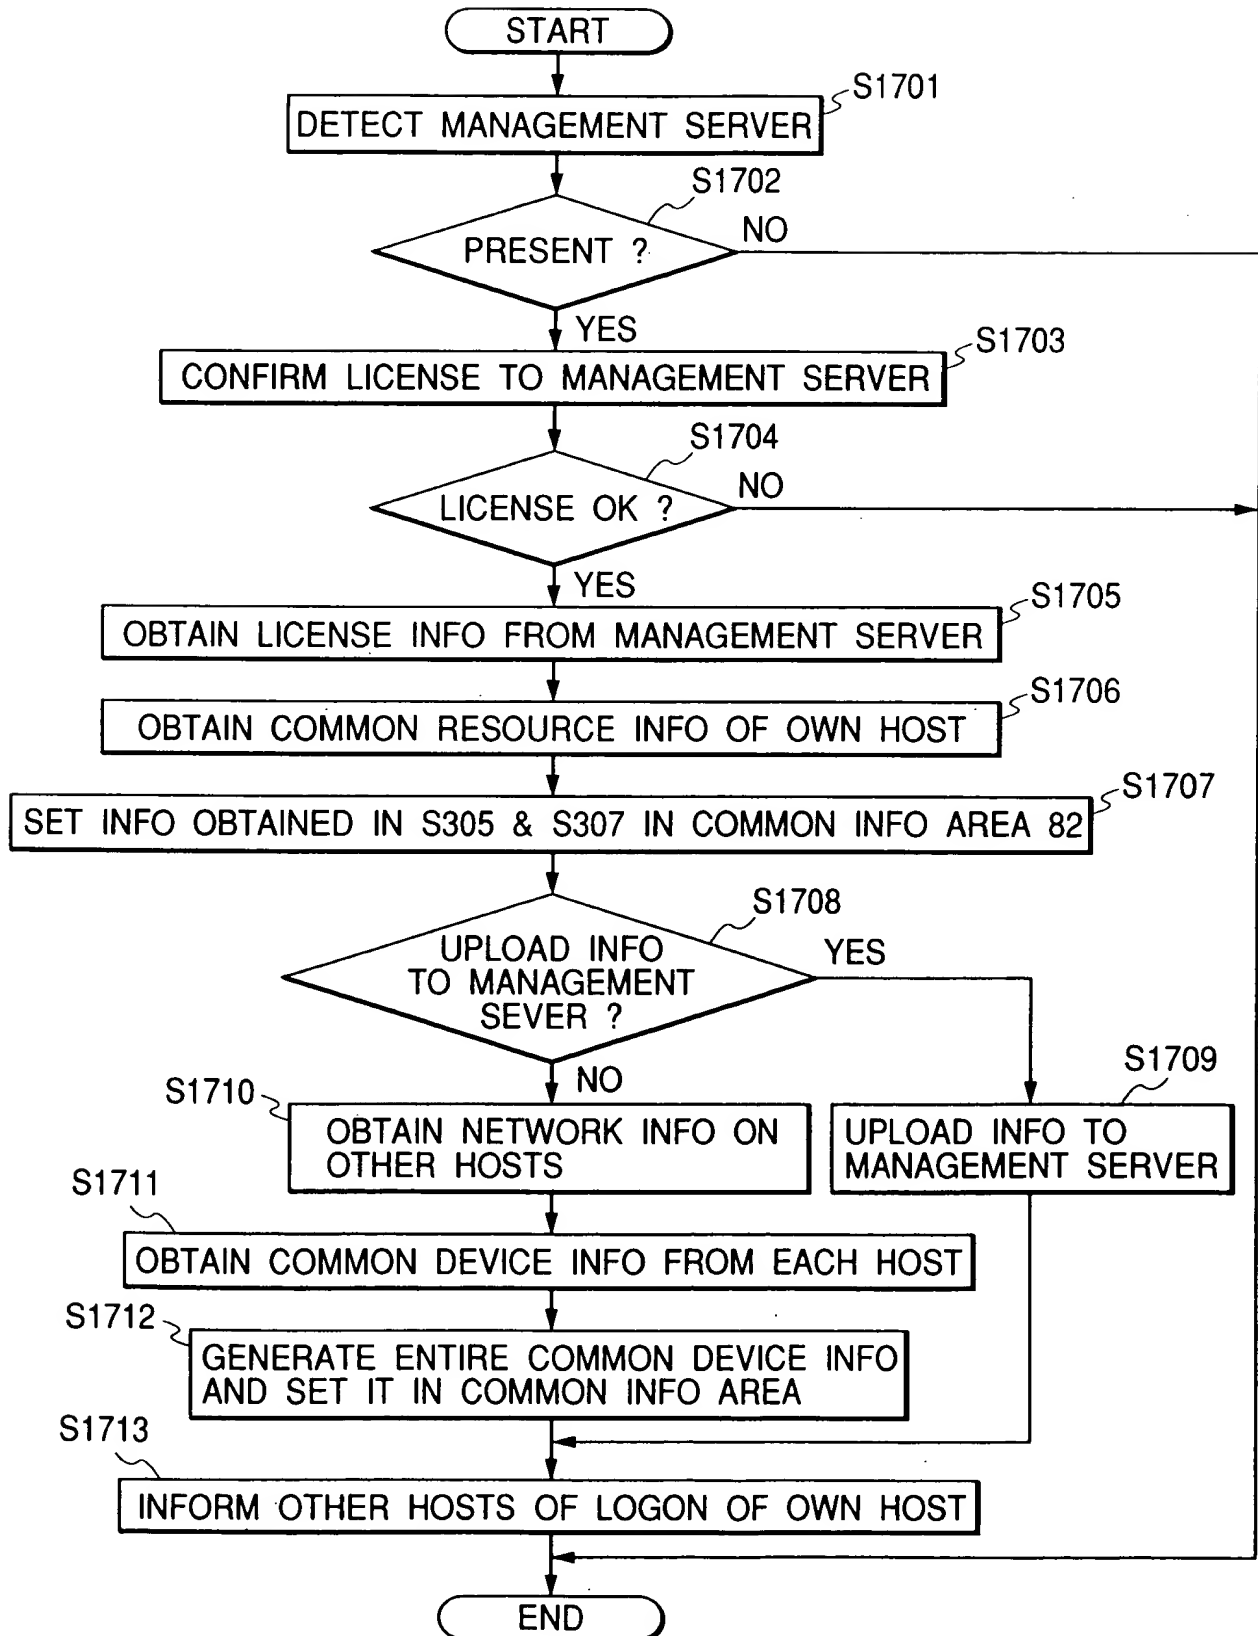 START
S1701
DETECT MANAGEMENT SERVER
S1702
PRESENT ?
NO
YES
S1703
CONFIRM LICENSE TO MANAGEMENT SERVER
S1704
LICENSE OK ?
NO
YES
S1705
OBTAIN LICENSE INFO FROM MANAGEMENT SERVER
S1706
OBTAIN COMMON RESOURCE INFO OF OWN HOST
S1707
SET INFO OBTAINED IN S305 & S307 IN COMMON INFO AREA 82
S1708
UPLOAD INFO
TO MANAGEMENT
SEVER ?
YES
NO
S1709
UPLOAD INFO TO
MANAGEMENT SERVER
S1710
OBTAIN NETWORK INFO ON
OTHER HOSTS
S1711
OBTAIN COMMON DEVICE INFO FROM EACH HOST
S1712
GENERATE ENTIRE COMMON DEVICE INFO
AND SET IT IN COMMON INFO AREA
S1713
INFORM OTHER HOSTS OF LOGON OF OWN HOST
END